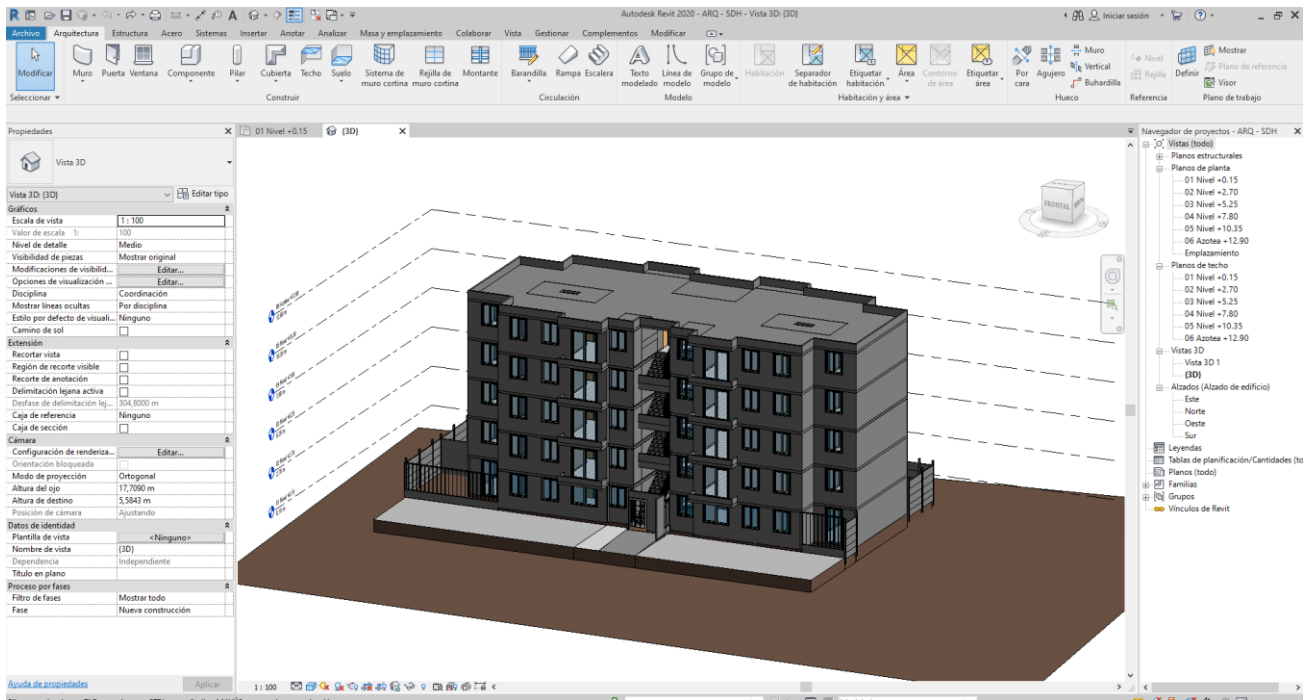 Autodesk Revit 2020 - ARQ - SDH - Vista 3D: {3D}
Iniciar sesión
Archivo Arquitectura Estructura Acero Sistemas Insertar Anotar Analizar Masa y emplazamiento Colaborar Vista Gestionar Complementos Modificar
Modificar
Muro Puerta Ventana Componente Pilar Cubierta Techo Suelo Sistema de muro cortina Rejilla de muro cortina Montante
Barandilla Rampa Escalera
Texto modelado Línea de modelo Grupo de modelo
Habitación Separador de habitación Etiquetar habitación Área Contorno de área Etiquetar área
Por cara Agujero Muro
Vertical
Buhardilla
Nivel
Rejilla
Definir Mostrar
Plano de referencia
Visor
Seleccionar Construir Circulación Modelo Habitación y área Hueco Referencia Plano de trabajo
Propiedades
Vista 3D
Vista 3D: {3D} Editar tipo
Gráficos
Escala de vista 1 : 100
Valor de escala 1: 100
Nivel de detalle Medio
Visibilidad de piezas Mostrar original
Modificaciones de visibilid... Editar...
Opciones de visualización ... Editar...
Disciplina Coordinación
Mostrar líneas ocultas Por disciplina
Estilo por defecto de visuali... Ninguno
Camino de sol
Extensión
Recortar vista
Región de recorte visible
Recorte de anotación
Delimitación lejana activa
Desfase de delimitación lej... 304,8000 m
Caja de referencia Ninguno
Caja de sección
Cámara
Configuración de renderiza... Editar...
Orientación bloqueada
Modo de proyección Ortogonal
Altura del ojo 17,7090 m
Altura de destino 5,5843 m
Posición de cámara Ajustando
Datos de identidad
Plantilla de vista <Ninguno>
Nombre de vista {3D}
Dependencia Independiente
Título en plano
Proceso por fases
Filtro de fases Mostrar todo
Fase Nueva construcción
Ayuda de propiedades Aplicar
01 Nivel +0.15 {3D}
FRONTAL
1 : 100
Navegador de proyectos - ARQ - SDH
Vistas (todo)
Planos estructurales
Planos de planta
01 Nivel +0.15
02 Nivel +2.70
03 Nivel +5.25
04 Nivel +7.80
05 Nivel +10.35
06 Azotea +12.90
Emplazamiento
Planos de techo
01 Nivel +0.15
02 Nivel +2.70
03 Nivel +5.25
04 Nivel +7.80
05 Nivel +10.35
06 Azotea +12.90
Vistas 3D
Vista 3D 1
{3D}
Alzados (Alzado de edificio)
Este
Norte
Oeste
Sur
Leyendas
Tablas de planificación/Cantidades (to
Planos (todo)
Familias
Grupos
Vínculos de Revit